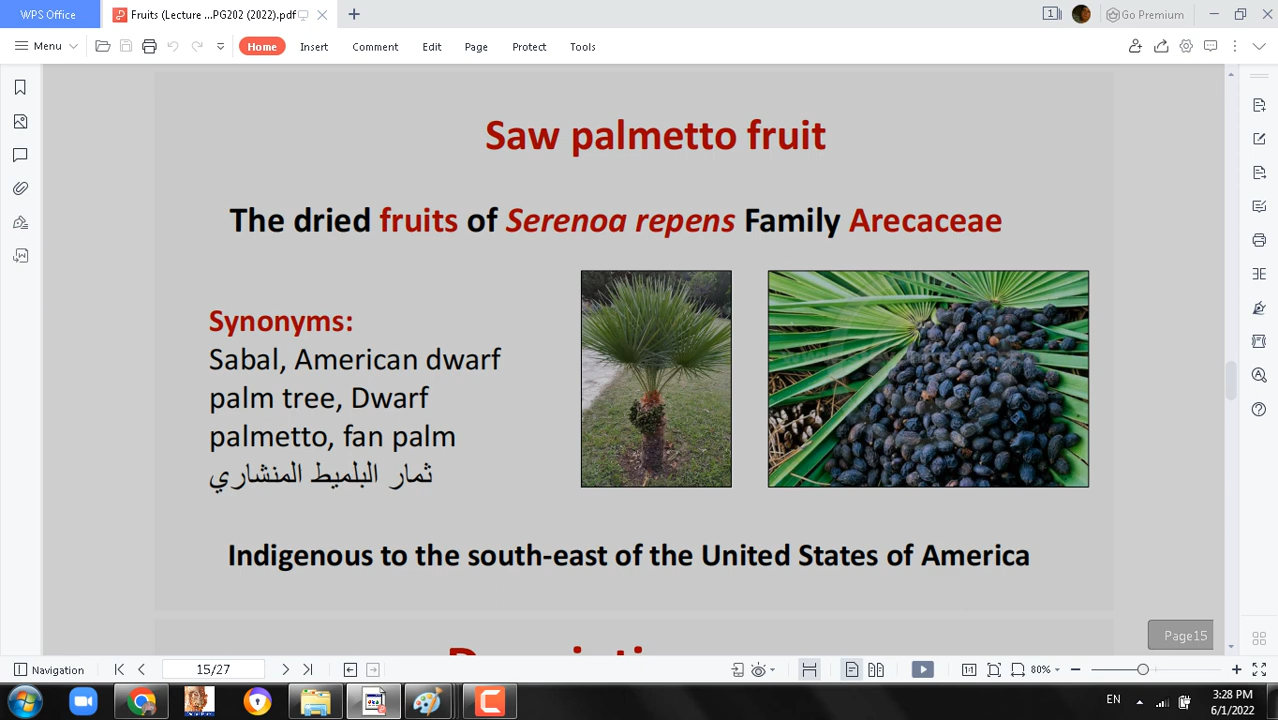 WPS Office
Fruits (Lecture ...PG202 (2022).pdf
1
Go Premium
Menu
Home
Insert
Comment
Edit
Page
Protect
Tools
Saw palmetto fruit
The dried fruits of Serenoa repens Family Arecaceae
Synonyms:
Sabal, American dwarf
palm tree, Dwarf
palmetto, fan palm
ثمار البلميط المنشاري
Indigenous to the south-east of the United States of America
Page15
Navigation
15/27
1:1
80%
EN
3:28 PM
6/1/2022